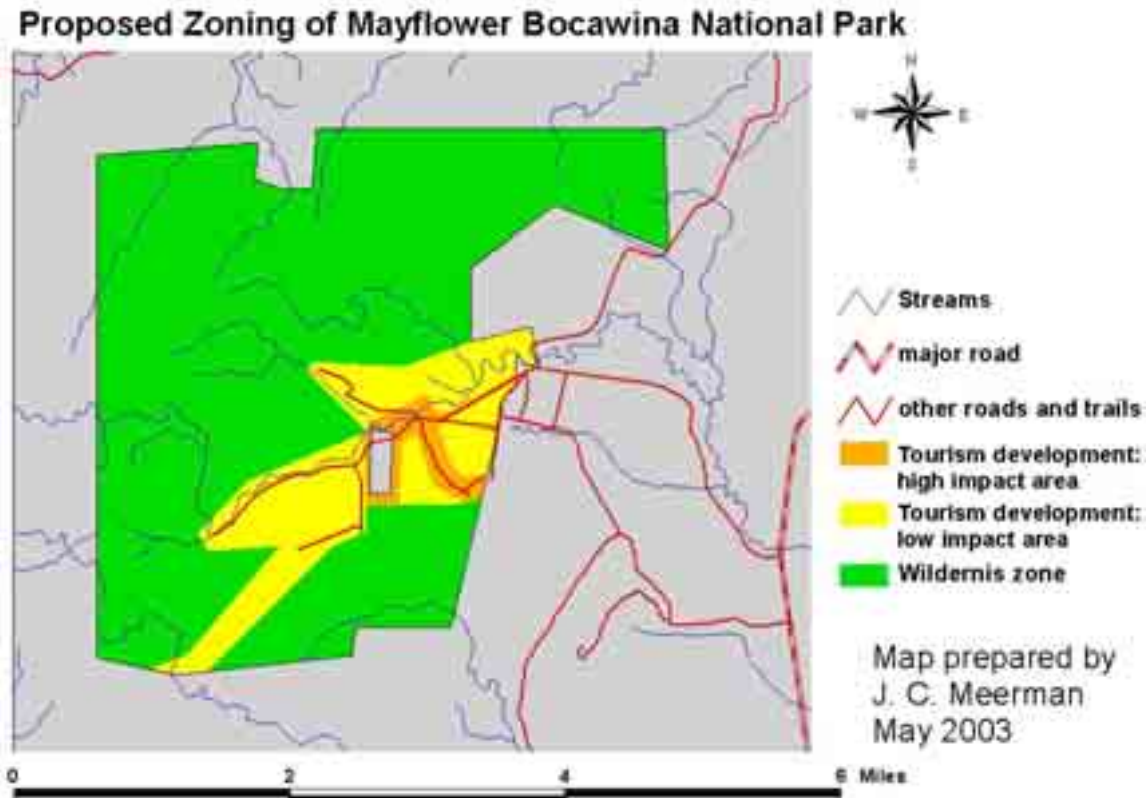 Proposed Zoning of Mayflower Bocawina National Park
N
W E
S
Streams
major road
other roads and trails
Tourism development:
high impact area
Tourism development:
low impact area
Wildernis zone
Map prepared by
J. C. Meerman
May 2003
0 2 4 6 Miles